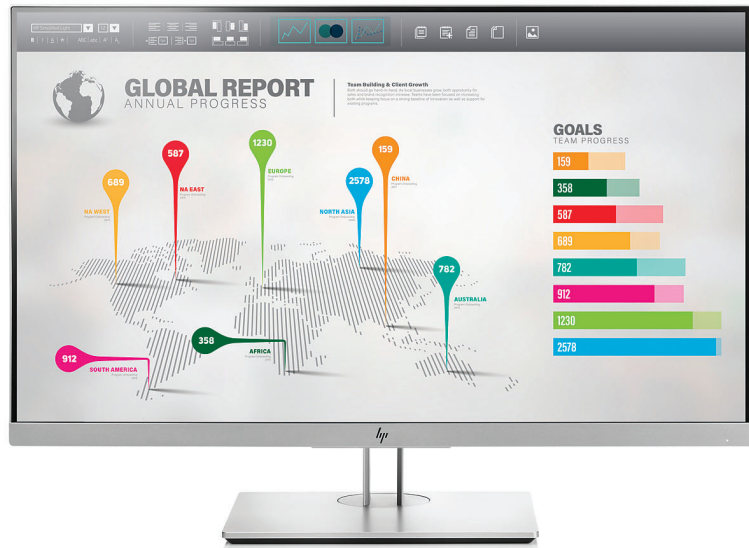 GLOBAL REPORT
ANNUAL PROGRESS
Team Building & Client Growth
GOALS
TEAM PROGRESS
159
358
587
689
782
912
1230
2578
689
NA WEST
587
NA EAST
1230
EUROPE
2578
NORTH ASIA
159
CHINA
782
AUSTRALIA
912
SOUTH AMERICA
358
AFRICA
hp